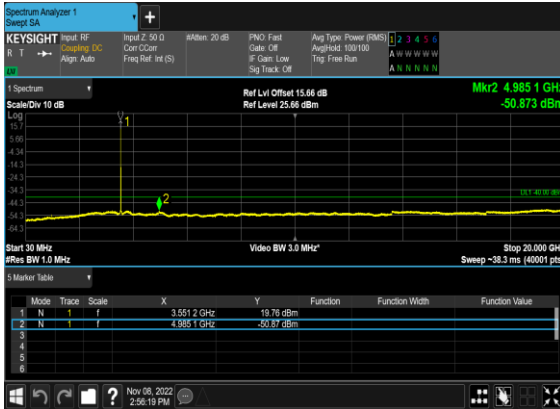 Spectrum Analyzer 1
Swept SA
+
KEYSIGHT Input: RF Input Z: 50 Ω #Atten: 20 dB PNO: Fast Avg Type: Power (RMS) 1 2 3 4 5 6
R T Coupling: DC Corr CCorr Gate: Off Avg|Hold: 100/100 A W W W W W
Align: Auto Freq Ref: Int (S) IF Gain: Low Trig: Free Run
Sig Track: Off A N N N N N
1 Spectrum
Ref Lvl Offset 15.66 dB Mkr2 4.985 1 GHz
Scale/Div 10 dB Ref Level 25.66 dBm -50.873 dBm
Log
15.7
5.66
-4.34
-14.3
-24.3
-34.3
-44.3
-54.3
-64.3
1
2
DL1 -40.00 dBm
Start 30 MHz Video BW 3.0 MHz* Stop 20.000 GHz
#Res BW 1.0 MHz Sweep ~38.3 ms (40001 pts)
5 Marker Table
Mode Trace Scale X Y Function Function Width Function Value
1 N 1 f 3.551 2 GHz 19.76 dBm
2 N 1 f 4.985 1 GHz -50.87 dBm
3
4
5
6
? Nov 08, 2022
2:56:19 PM